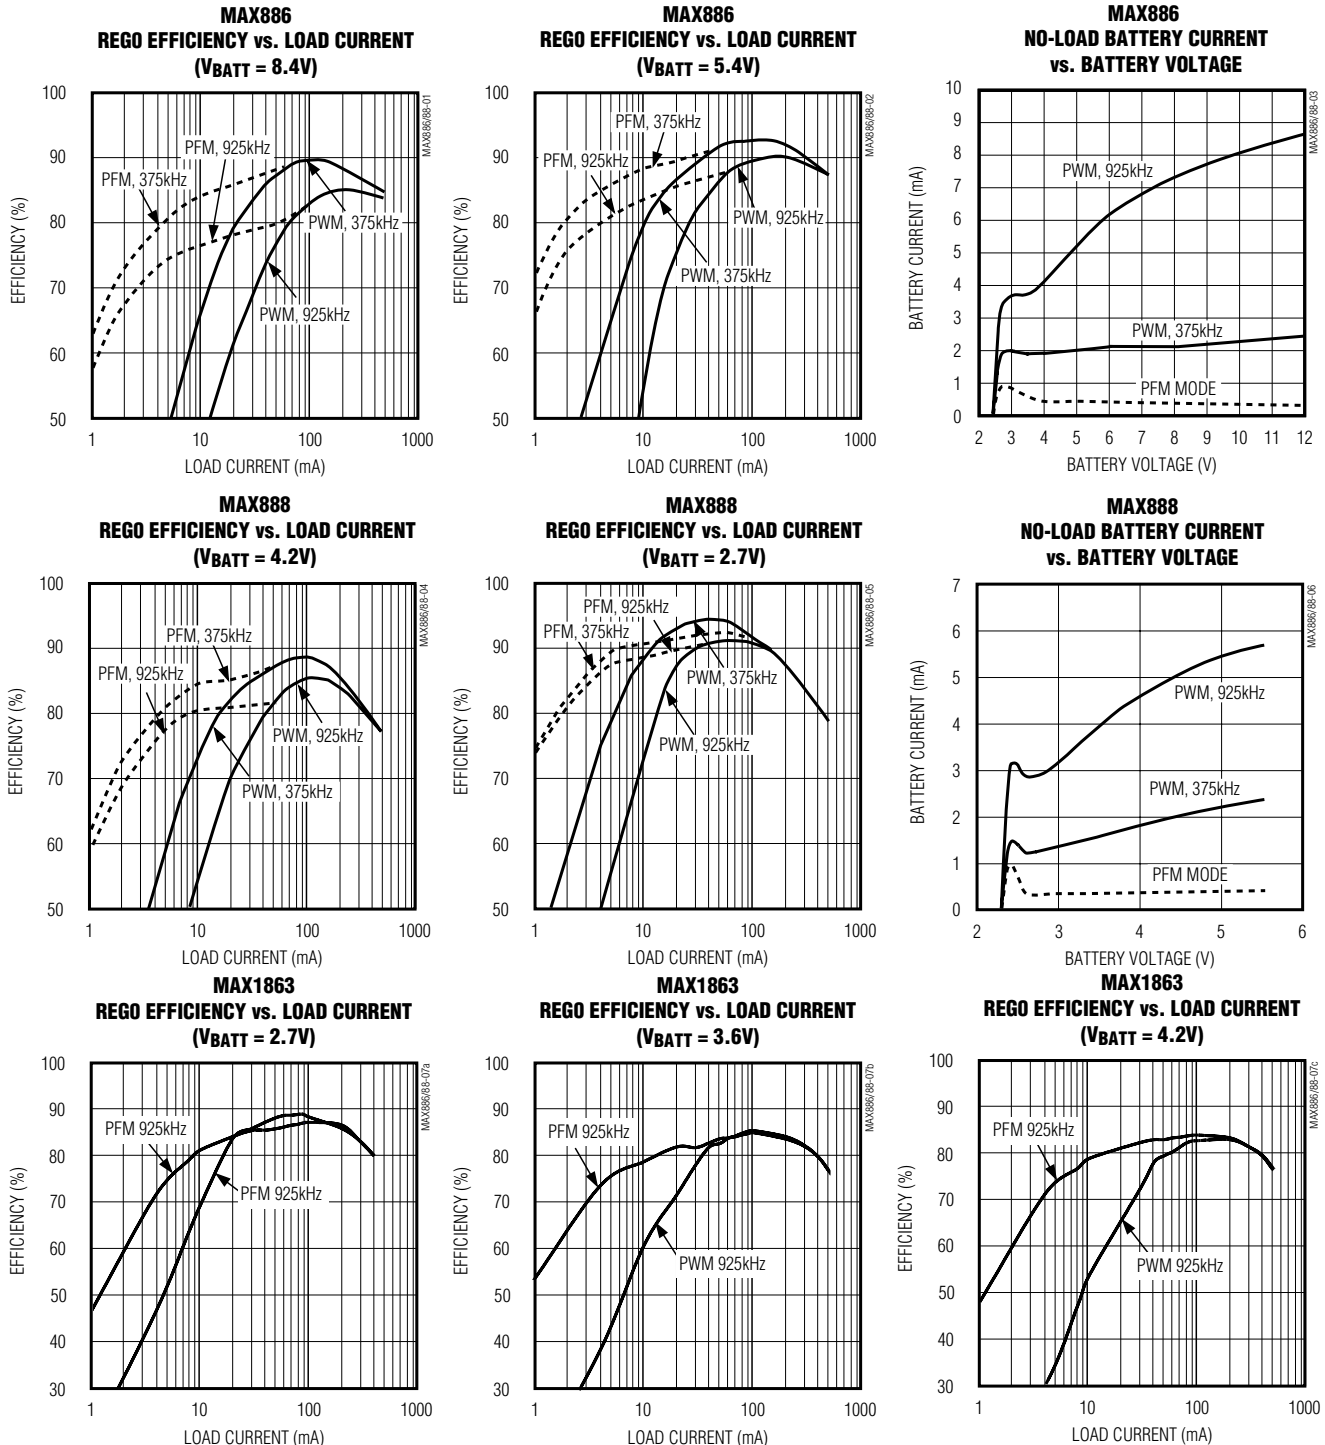 MAX886
REGO EFFICIENCY vs. LOAD CURRENT
(VBATT = 8.4V)
100
90
80
70
60
50
EFFICIENCY (%)
PFM, 925kHz
PFM, 375kHz
PWM, 375kHz
PWM, 925kHz
MAX886/88-01
1 10 100 1000
LOAD CURRENT (mA)
MAX886
REGO EFFICIENCY vs. LOAD CURRENT
(VBATT = 5.4V)
100
90
80
70
60
50
EFFICIENCY (%)
PFM, 375kHz
PFM, 925kHz
PWM, 925kHz
PWM, 375kHz
MAX886/88-02
1 10 100 1000
LOAD CURRENT (mA)
MAX886
NO-LOAD BATTERY CURRENT
vs. BATTERY VOLTAGE
10
9
8
7
6
5
4
3
2
1
0
BATTERY CURRENT (mA)
PWM, 925kHz
PWM, 375kHz
PFM MODE
MAX886/88-03
2 3 4 5 6 7 8 9 10 11 12
BATTERY VOLTAGE (V)
MAX888
REGO EFFICIENCY vs. LOAD CURRENT
(VBATT = 4.2V)
100
90
80
70
60
50
EFFICIENCY (%)
PFM, 375kHz
PFM, 925kHz
PWM, 925kHz
PWM, 375kHz
MAX886/88-04
1 10 100 1000
LOAD CURRENT (mA)
MAX888
REGO EFFICIENCY vs. LOAD CURRENT
(VBATT = 2.7V)
100
90
80
70
60
50
EFFICIENCY (%)
PFM, 925kHz
PFM, 375kHz
PWM, 375kHz
PWM, 925kHz
MAX886/88-05
1 10 100 1000
LOAD CURRENT (mA)
MAX888
NO-LOAD BATTERY CURRENT
vs. BATTERY VOLTAGE
7
6
5
4
3
2
1
0
BATTERY CURRENT (mA)
PWM, 925kHz
PWM, 375kHz
PFM MODE
MAX886/88-06
2 3 4 5 6
BATTERY VOLTAGE (V)
MAX1863
REGO EFFICIENCY vs. LOAD CURRENT
(VBATT = 2.7V)
100
90
80
70
60
50
40
30
EFFICIENCY (%)
PFM 925kHz
PFM 925kHz
MAX886/88-07a
1 10 100 1000
LOAD CURRENT (mA)
MAX1863
REGO EFFICIENCY vs. LOAD CURRENT
(VBATT = 3.6V)
100
90
80
70
60
50
40
30
EFFICIENCY (%)
PFM 925kHz
PWM 925kHz
MAX886/88-07b
1 10 100 1000
LOAD CURRENT (mA)
MAX1863
REGO EFFICIENCY vs. LOAD CURRENT
(VBATT = 4.2V)
100
90
80
70
60
50
40
30
EFFICIENCY (%)
PFM 925kHz
PWM 925kHz
MAX886/88-07c
1 10 100 1000
LOAD CURRENT (mA)